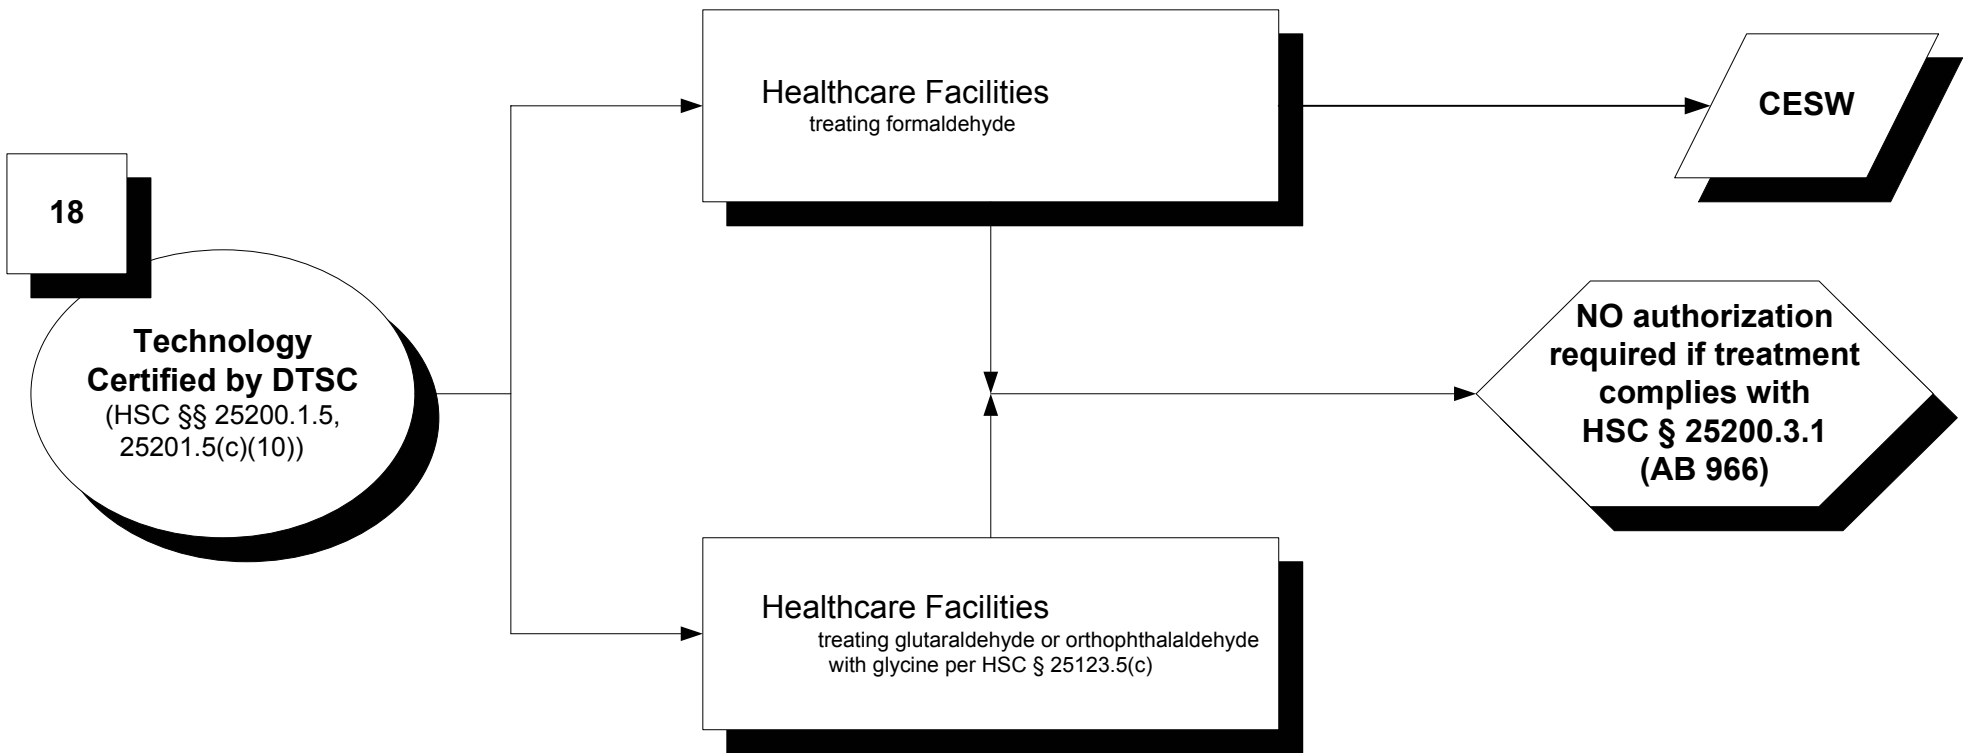 18
Technology
Certified by DTSC
(HSC §§ 25200.1.5,
25201.5(c)(10))
Healthcare Facilities
treating formaldehyde
CESW
Healthcare Facilities
treating glutaraldehyde or orthophthalaldehyde
with glycine per HSC § 25123.5(c)
NO authorization
required if treatment
complies with
HSC § 25200.3.1
(AB 966)